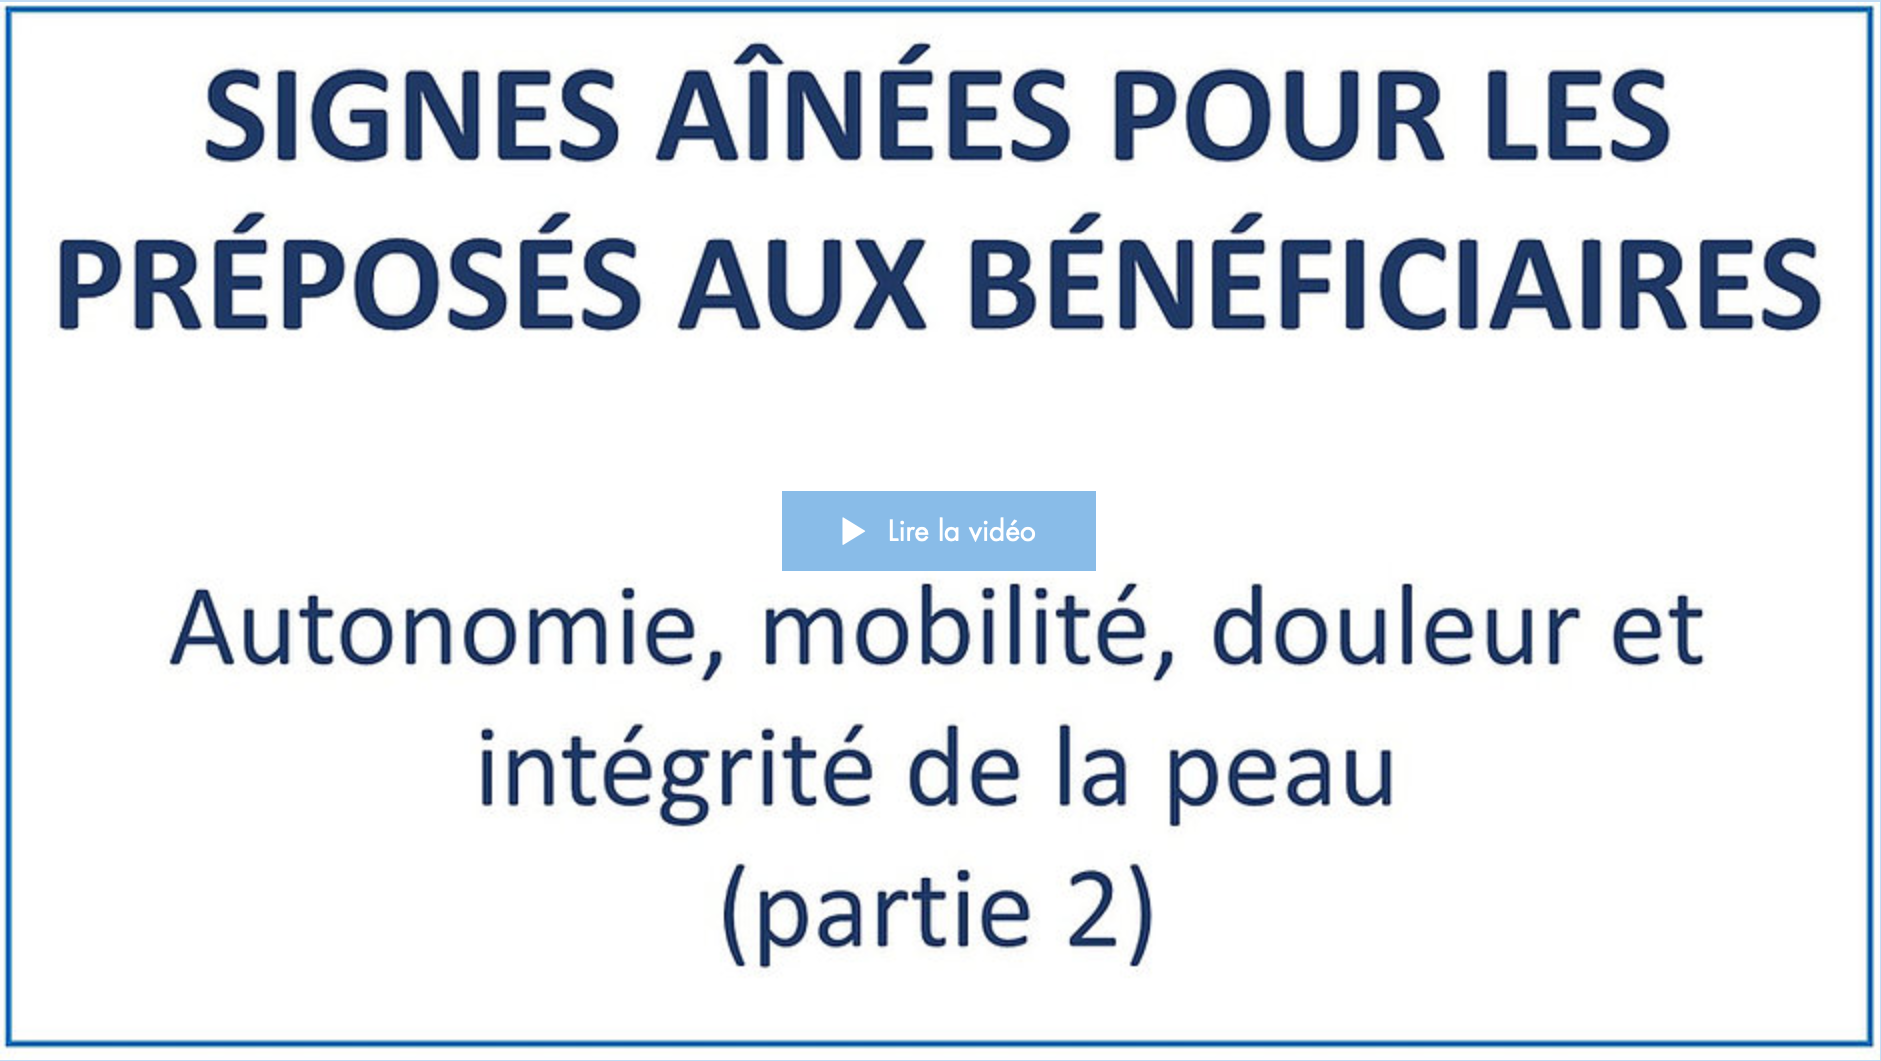 SIGNES AÎNÉES POUR LES
PRÉPOSÉS AUX BÉNÉFICIAIRES
Lire la vidéo
Autonomie, mobilité, douleur et
intégrité de la peau
(partie 2)